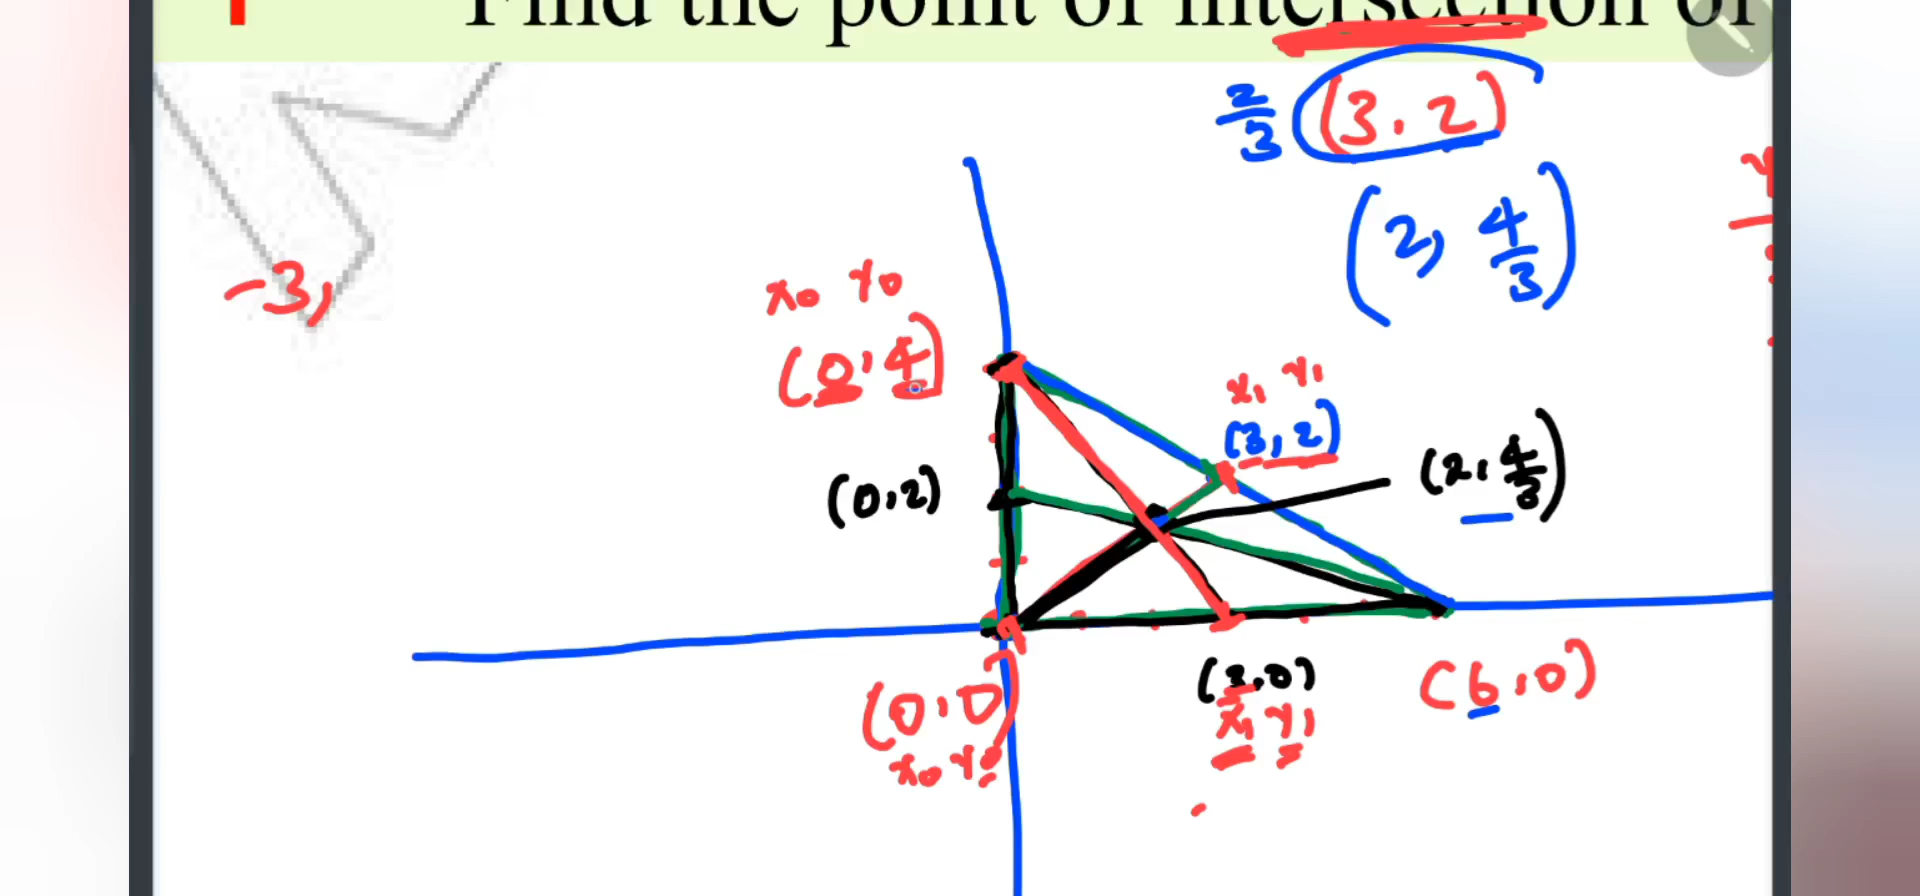 Find the point of intersection of
2/3 (3, 2)
(2, 4/3)
-3,
x₀ y₀
(0, 4)
x₁ y₁
(3, 2)
(2, 4/3)
(0, 2)
(3, 0)
x₁ y₁
(6, 0)
(0, 0)
x₀ y₀